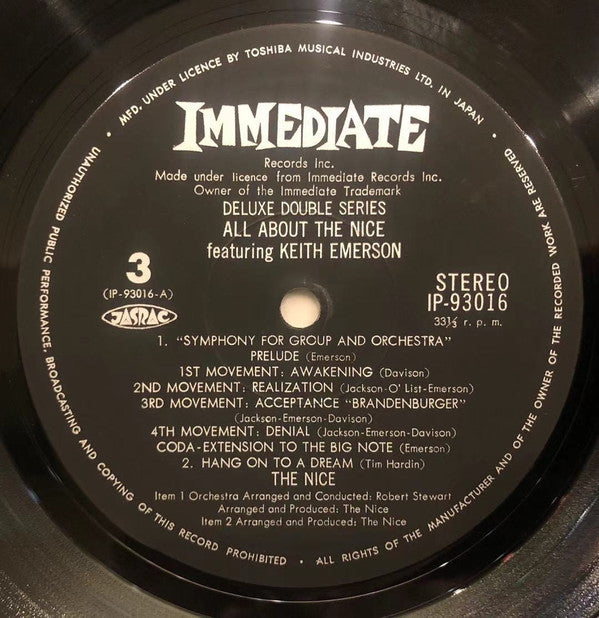 • MFD. UNDER LICENCE BY TOSHIBA MUSICAL INDUSTRIES LTD. IN JAPAN •
UNAUTHORIZED PUBLIC PERFORMANCE, BROADCASTING AND COPYING OF THIS RECORD PROHIBITED • ALL RIGHTS OF THE MANUFACTURER AND OF THE OWNER OF THE RECORDED WORK ARE RESERVED
IMMEDIATE
Records Inc.
Made under licence from Immediate Records Inc.
Owner of the Immediate Trademark
DELUXE DOUBLE SERIES
ALL ABOUT THE NICE
featuring KEITH EMERSON
3
(IP-93016-A)
JASRAC
STEREO
IP-93016
33⅓ r. p. m.
1. "SYMPHONY FOR GROUP AND ORCHESTRA"
PRELUDE (Emerson)
1ST MOVEMENT: AWAKENING (Davison)
2ND MOVEMENT: REALIZATION (Jackson-O' List-Emerson)
3RD MOVEMENT: ACCEPTANCE "BRANDENBURGER"
(Jackson-Emerson-Davison)
4TH MOVEMENT: DENIAL (Jackson-Emerson-Davison)
CODA-EXTENSION TO THE BIG NOTE (Emerson)
2. HANG ON TO A DREAM (Tim Hardin)
THE NICE
Item 1 Orchestra Arranged and Conducted: Robert Stewart
Arranged and Produced: The Nice
Item 2 Arranged and Produced: The Nice